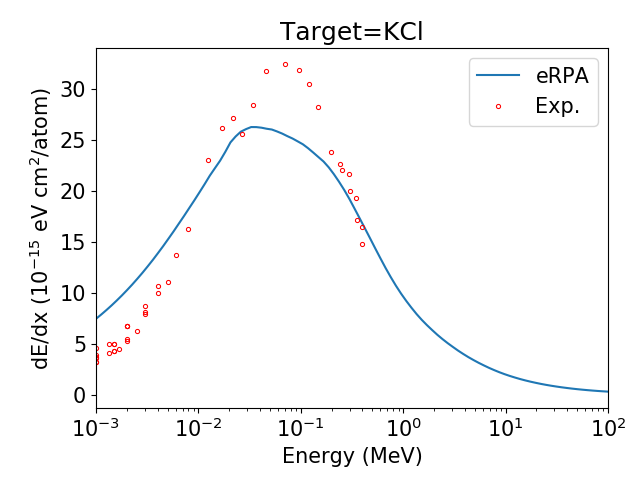 Target=KCl
eRPA
Exp.
dE/dx (10⁻¹⁵ eV cm²/atom)
30
25
20
15
10
5
0
10⁻³ 10⁻² 10⁻¹ 10⁰ 10¹ 10²
Energy (MeV)